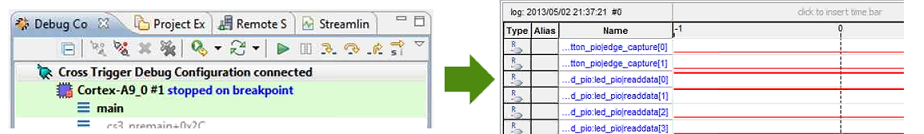 Debug Co
Project Ex
Remote S
Streamlin
Cross Trigger Debug Configuration connected
Cortex-A9_0 #1 stopped on breakpoint
main
cs3_premain+0x2C
log: 2013/05/02 21:37:21 #0
click to insert time bar
Type Alias Name -1 0
...tton_pio|edge_capture[0]
...tton_pio|edge_capture[1]
...d_pio:led_pio|readdata[0]
...d_pio:led_pio|readdata[1]
...d_pio:led_pio|readdata[2]
...d_pio:led_pio|readdata[3]